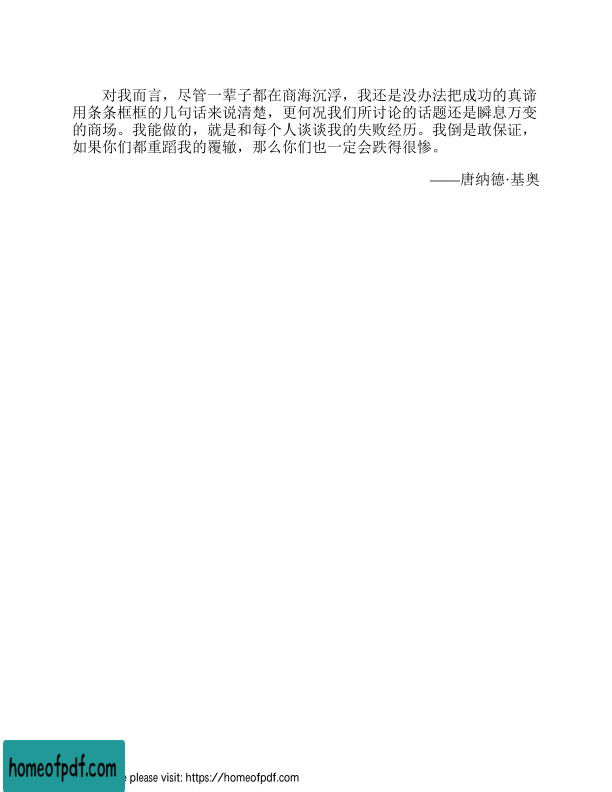 对我而言，尽管一辈子都在商海沉浮，我还是没办法把成功的真谛
用条条框框的几句话来说清楚，更何况我们所讨论的话题还是瞬息万变
的商场。我能做的，就是和每个人谈谈我的失败经历。我倒是敢保证，
如果你们都重蹈我的覆辙，那么你们也一定会跌得很惨。
——唐纳德·基奥
homeofpdf.com
e please visit: https://homeofpdf.com